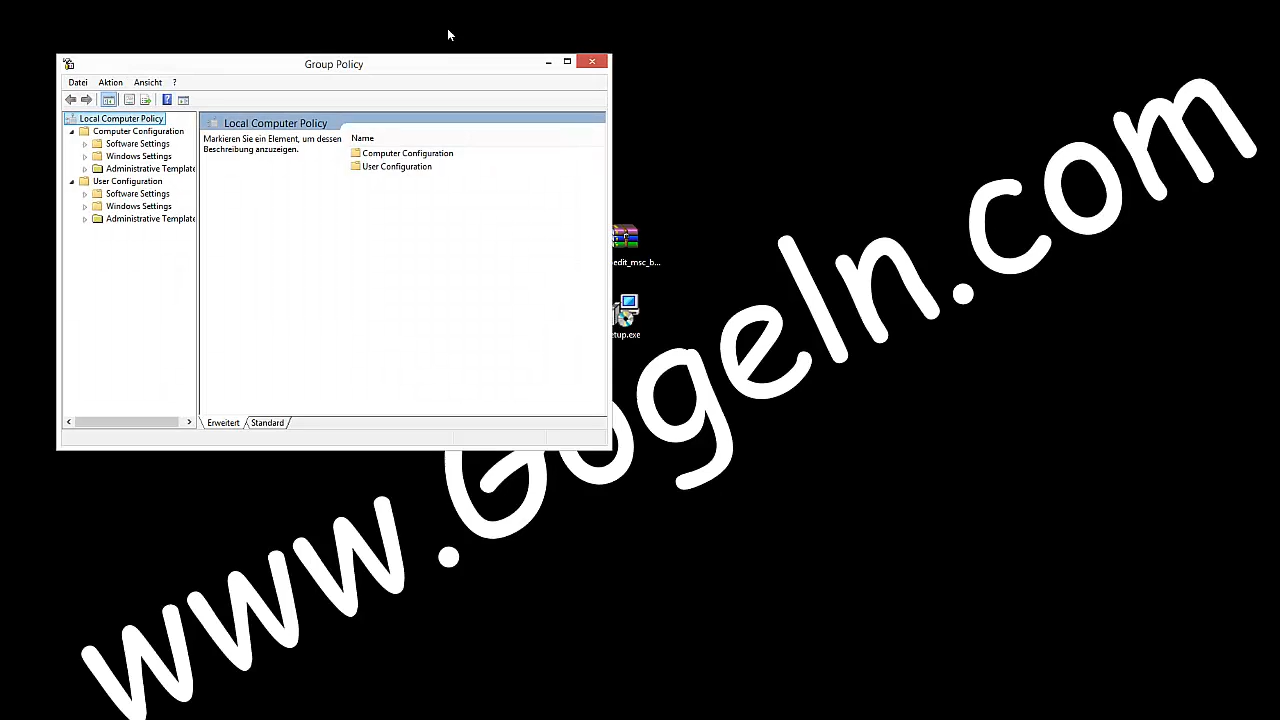 Group Policy
Datei Aktion Ansicht ?
Local Computer Policy
Computer Configuration
Software Settings
Windows Settings
Administrative Template
User Configuration
Software Settings
Windows Settings
Administrative Template
Local Computer Policy
Markieren Sie ein Element, um dessen
Beschreibung anzuzeigen.
Name
Computer Configuration
User Configuration
Erweitert Standard
edit_msc_b...
etup.exe
www.Gogeln.com